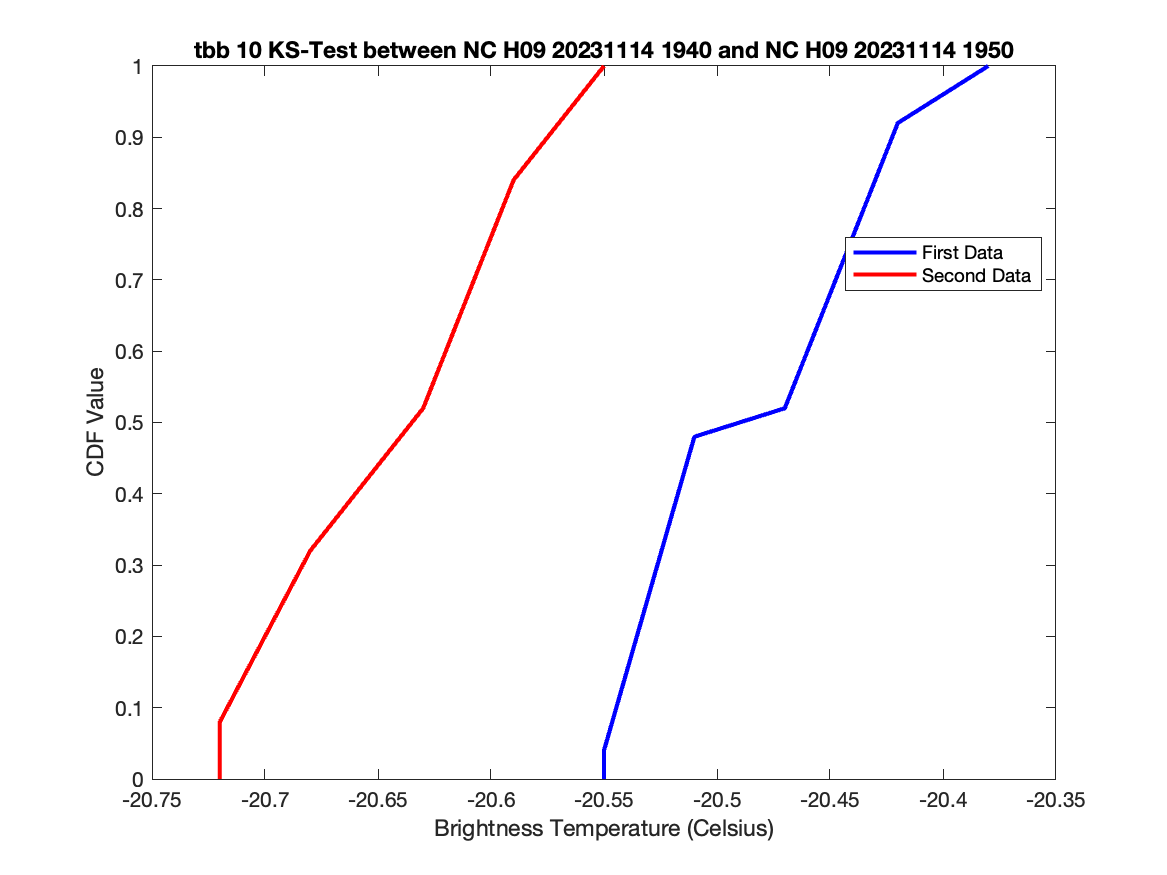 tbb 10 KS-Test between NC H09 20231114 1940 and NC H09 20231114 1950
1
0.9
0.8
0.7
0.6
0.5
0.4
0.3
0.2
0.1
0
CDF Value
First Data
Second Data
-20.75 -20.7 -20.65 -20.6 -20.55 -20.5 -20.45 -20.4 -20.35
Brightness Temperature (Celsius)